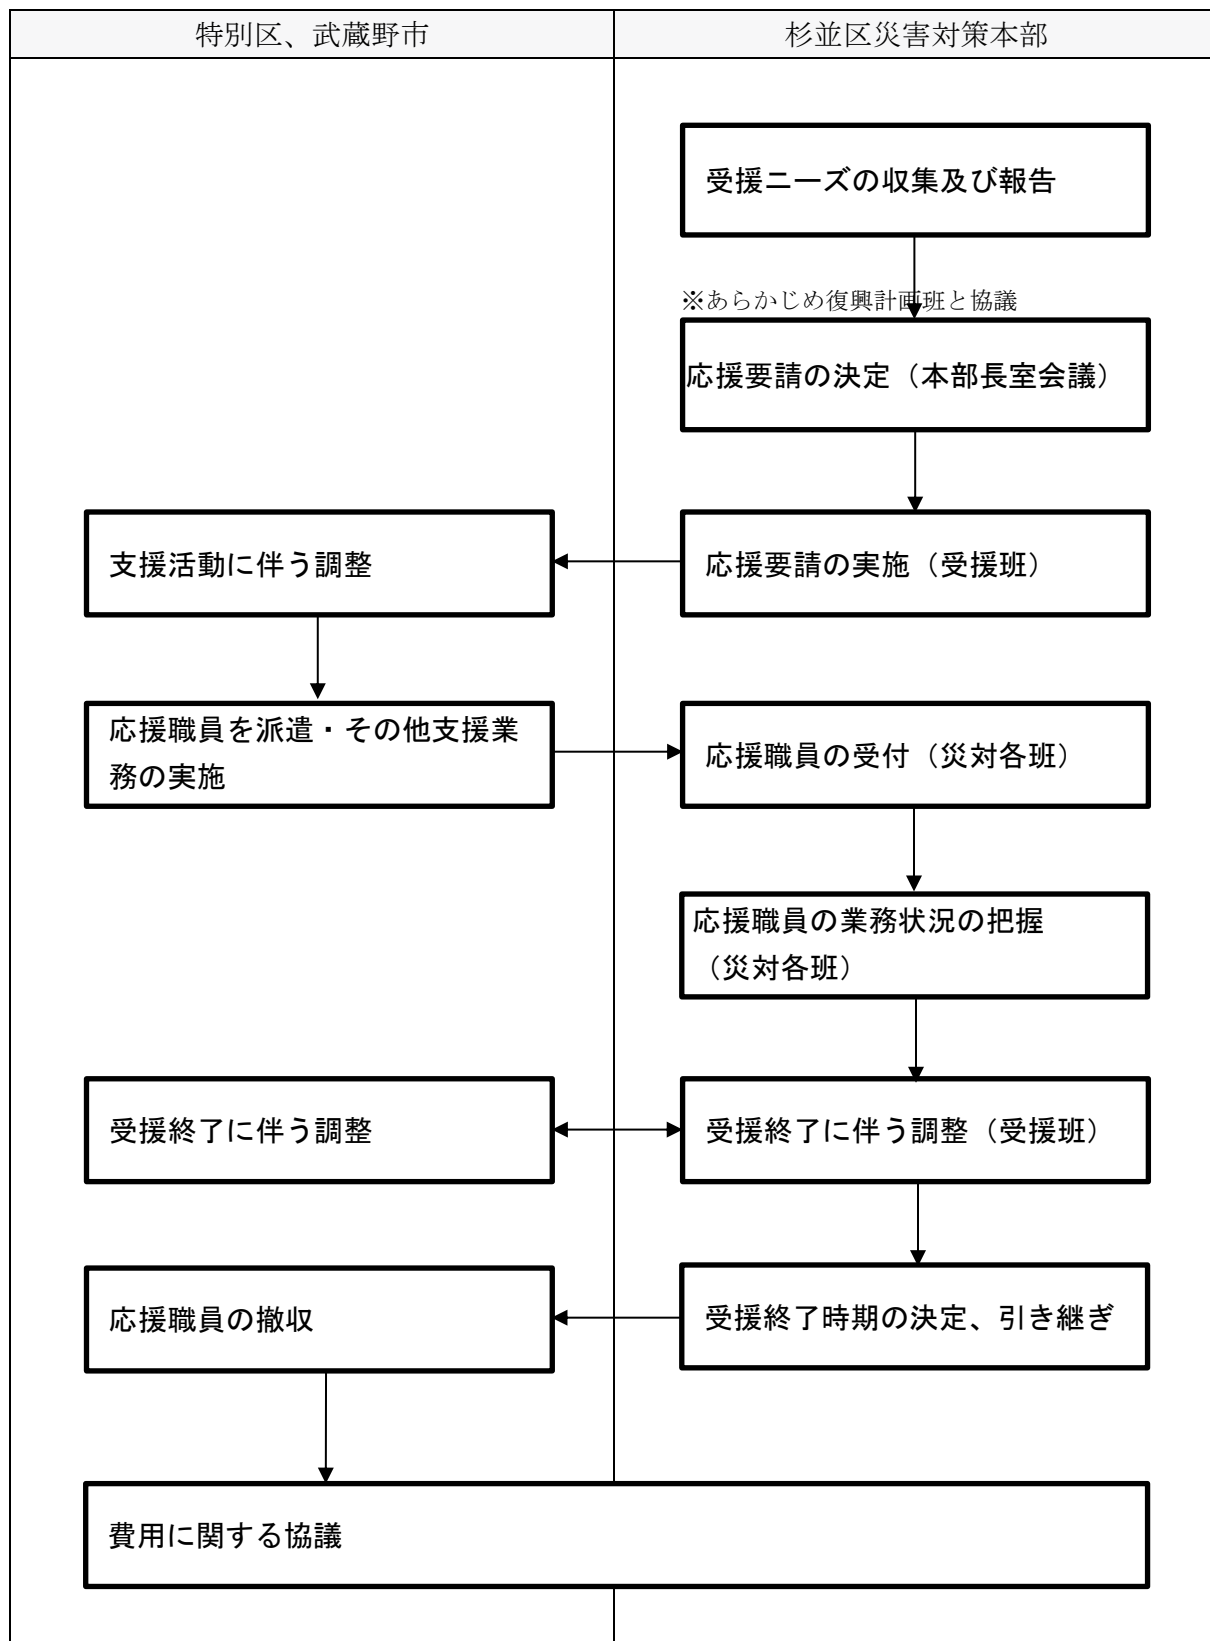 特別区、武蔵野市
杉並区災害対策本部
受援ニーズの収集及び報告
※あらかじめ復興計画班と協議
応援要請の決定（本部長室会議）
支援活動に伴う調整
応援要請の実施（受援班）
応援職員を派遣・その他支援業
務の実施
応援職員の受付（災対各班）
応援職員の業務状況の把握
（災対各班）
受援終了に伴う調整
受援終了に伴う調整（受援班）
応援職員の撤収
受援終了時期の決定、引き継ぎ
費用に関する協議